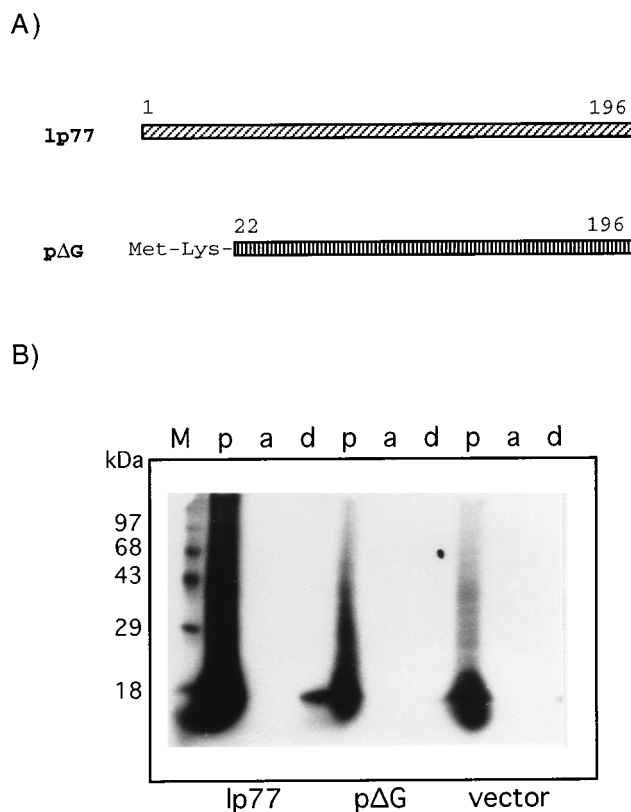 A)
1 196
lp77
22 196
Met-Lys-
pΔG
B)
M p a d p a d p a d
kDa
97
68
43
29
18
lp77 pΔG vector